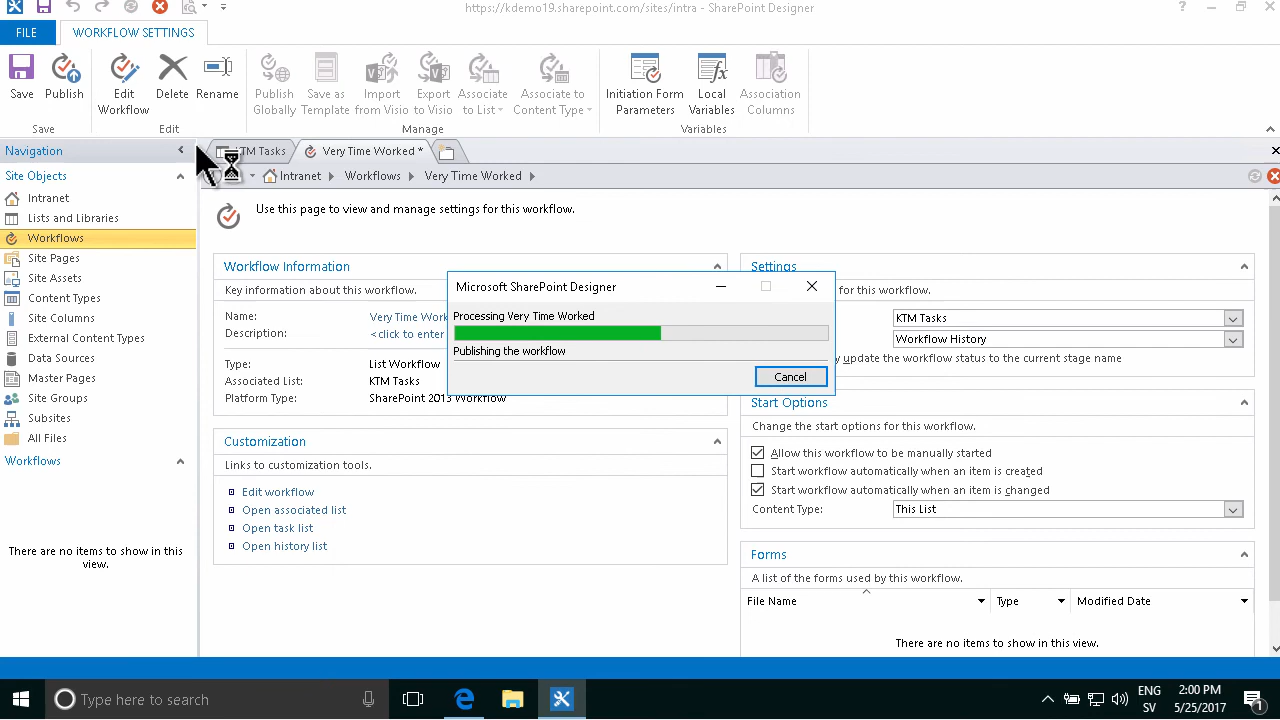 https://kdemo19.sharepoint.com/sites/intra - SharePoint Designer
FILE
WORKFLOW SETTINGS
Save
Publish
Edit Workflow
Delete
Rename
Publish Globally
Save as Template
Import from Visio
Export to Visio
Associate to List
Associate to Content Type
Initiation Form Parameters
Local Variables
Association Columns
Save
Edit
Manage
Variables
Navigation
KTM Tasks
Very Time Worked *
Site Objects
Intranet
Workflows
Very Time Worked
Intranet
Lists and Libraries
Workflows
Site Pages
Site Assets
Content Types
Site Columns
External Content Types
Data Sources
Master Pages
Site Groups
Subsites
All Files
Workflows
There are no items to show in this
view.
Use this page to view and manage settings for this workflow.
Workflow Information
Key information about this workflow.
Name:
Very Time Work
Description:
<click to enter
Type:
List Workflow
Associated List:
KTM Tasks
Platform Type:
SharePoint 2013 Workflow
Customization
Links to customization tools.
Edit workflow
Open associated list
Open task list
Open history list
Microsoft SharePoint Designer
Processing Very Time Worked
Publishing the workflow
Cancel
Settings
for this workflow.
KTM Tasks
Workflow History
update the workflow status to the current stage name
Start Options
Change the start options for this workflow.
Allow this workflow to be manually started
Start workflow automatically when an item is created
Start workflow automatically when an item is changed
Content Type:
This List
Forms
A list of the forms used by this workflow.
File Name
Type
Modified Date
There are no items to show in this view.
Type here to search
ENG
SV
2:00 PM
5/25/2017
1